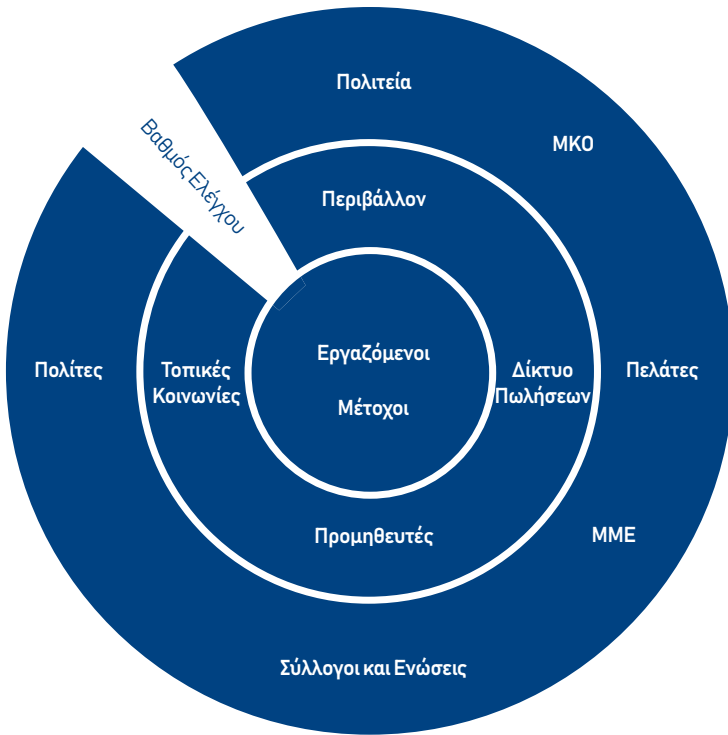 Πολιτεία
ΜΚΟ
Βαθμός Ελέγχου
Περιβάλλον
Εργαζόμενοι
Μέτοχοι
Πολίτες
Τοπικές
Κοινωνίες
Δίκτυο
Πωλήσεων
Πελάτες
Προμηθευτές
ΜΜΕ
Σύλλογοι και Ενώσεις